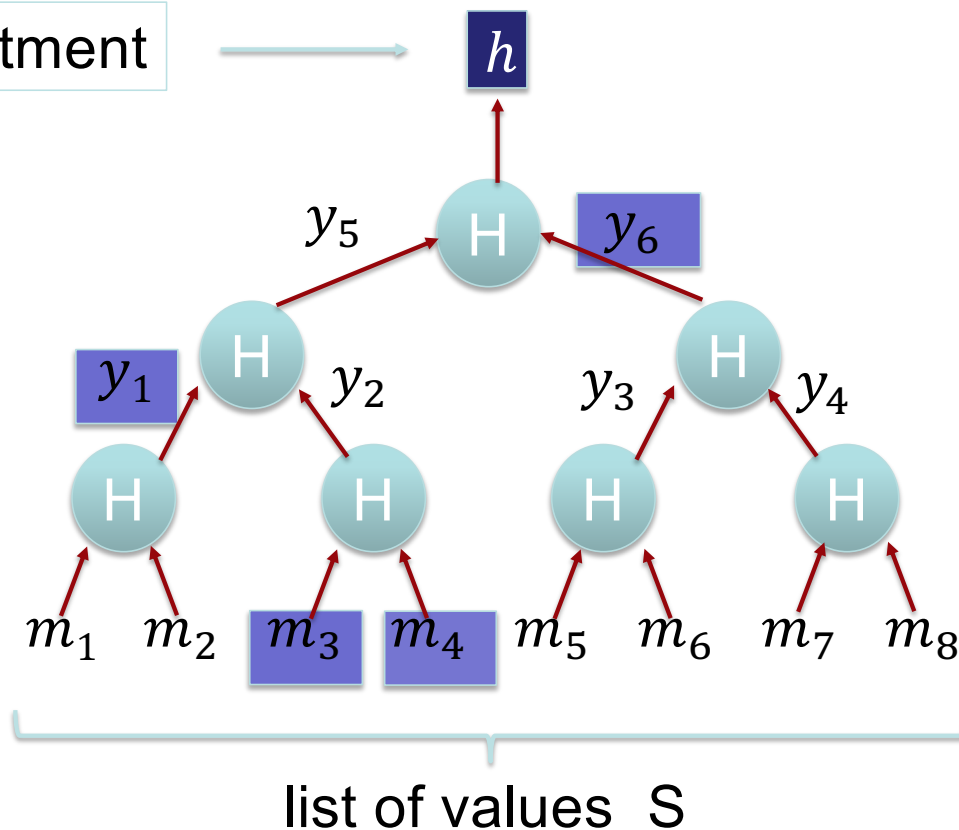 tment
h
H
y₅
y₆
H
H
y₁
y₂
y₃
y₄
H
H
H
H
m₁ m₂ m₃ m₄ m₅ m₆ m₇ m₈
list of values S